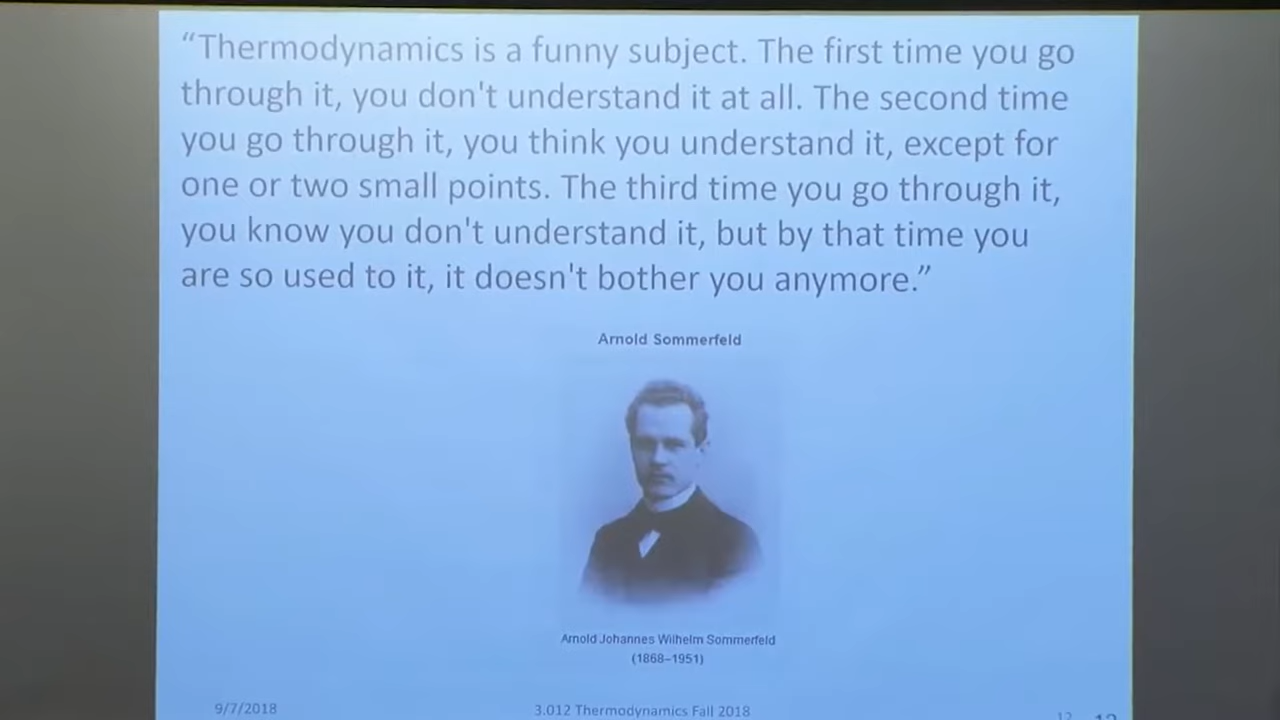 “Thermodynamics is a funny subject. The first time you go
through it, you don't understand it at all. The second time
you go through it, you think you understand it, except for
one or two small points. The third time you go through it,
you know you don't understand it, but by that time you
are so used to it, it doesn't bother you anymore.”
Arnold Sommerfeld
Arnold Johannes Wilhelm Sommerfeld
(1868–1951)
9/7/2018
3.012 Thermodynamics Fall 2018
12 12